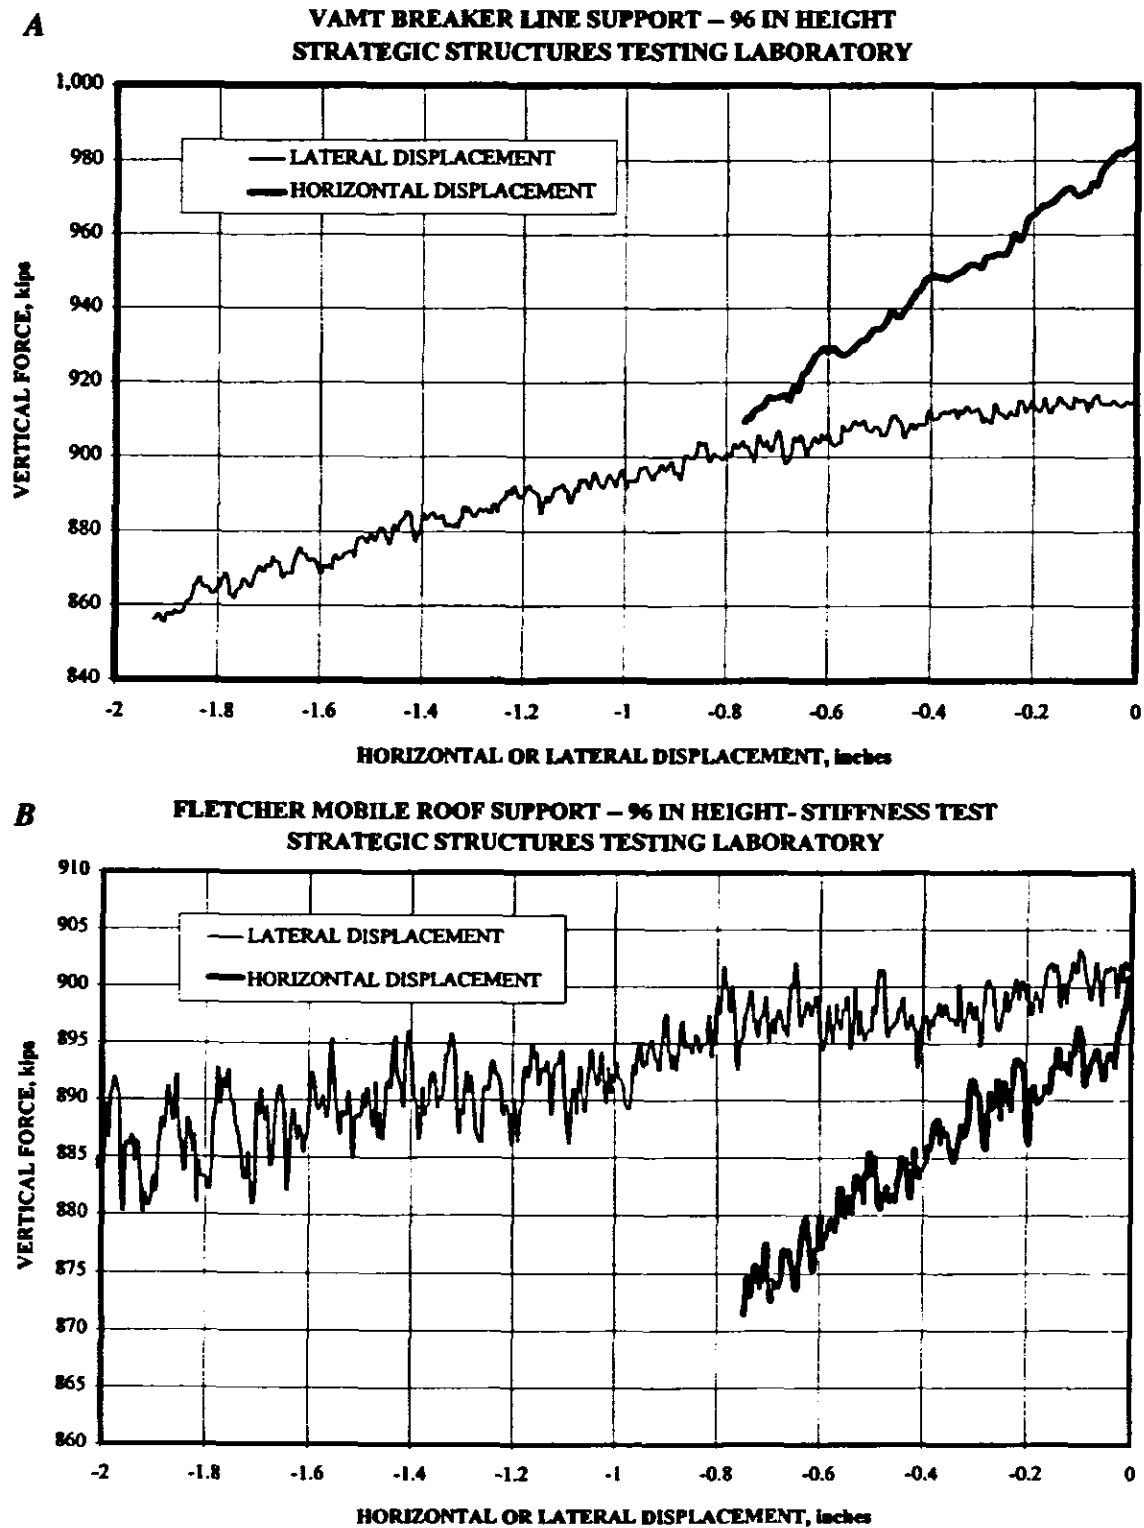 A
VAMT BREAKER LINE SUPPORT – 96 IN HEIGHT
STRATEGIC STRUCTURES TESTING LABORATORY
1,000
980
960
940
920
900
880
860
840
VERTICAL FORCE, kips
LATERAL DISPLACEMENT
HORIZONTAL DISPLACEMENT
-2 -1.8 -1.6 -1.4 -1.2 -1 -0.8 -0.6 -0.4 -0.2 0
HORIZONTAL OR LATERAL DISPLACEMENT, inches
B
FLETCHER MOBILE ROOF SUPPORT – 96 IN HEIGHT- STIFFNESS TEST
STRATEGIC STRUCTURES TESTING LABORATORY
910
905
900
895
890
885
880
875
870
865
860
VERTICAL FORCE, kips
LATERAL DISPLACEMENT
HORIZONTAL DISPLACEMENT
-2 -1.8 -1.6 -1.4 -1.2 -1 -0.8 -0.6 -0.4 -0.2 0
HORIZONTAL OR LATERAL DISPLACEMENT, inches